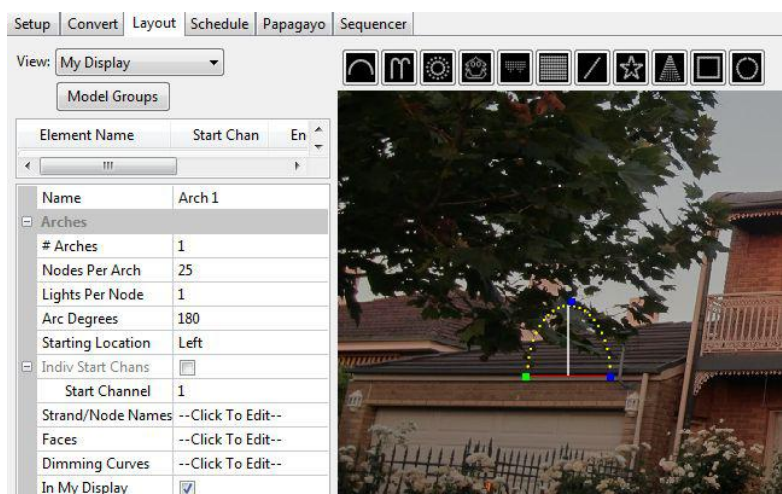 Setup Convert Layout Schedule Papagayo Sequencer
View: My Display
Model Groups
Element Name Start Chan En
Name Arch 1
Arches
# Arches 1
Nodes Per Arch 25
Lights Per Node 1
Arc Degrees 180
Starting Location Left
Indiv Start Chans
Start Channel 1
Strand/Node Names --Click To Edit--
Faces --Click To Edit--
Dimming Curves --Click To Edit--
In My Display